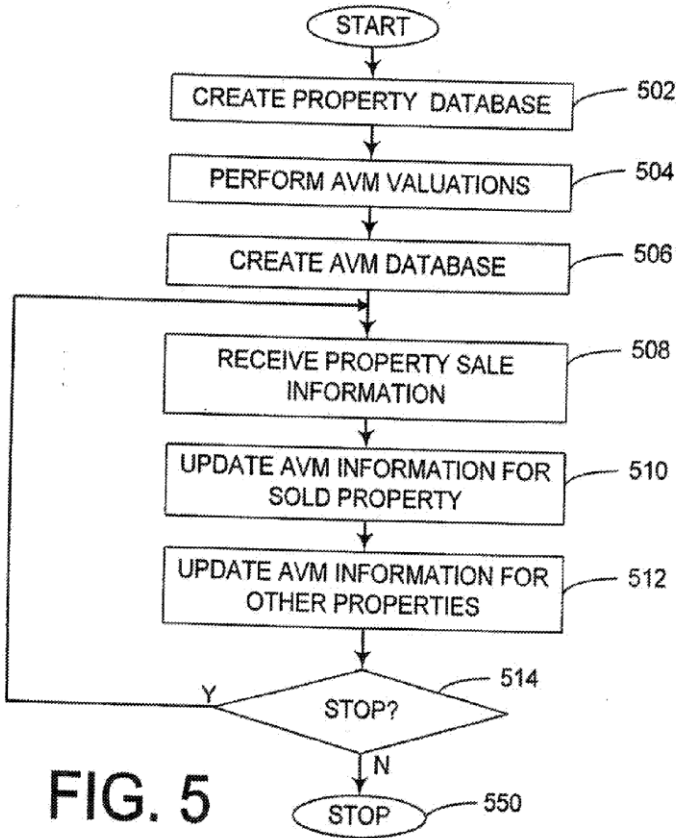 START
CREATE PROPERTY DATABASE
502
PERFORM AVM VALUATIONS
504
CREATE AVM DATABASE
506
RECEIVE PROPERTY SALE
INFORMATION
508
UPDATE AVM INFORMATION FOR
SOLD PROPERTY
510
UPDATE AVM INFORMATION FOR
OTHER PROPERTIES
512
Y
STOP?
514
N
FIG. 5
STOP
550